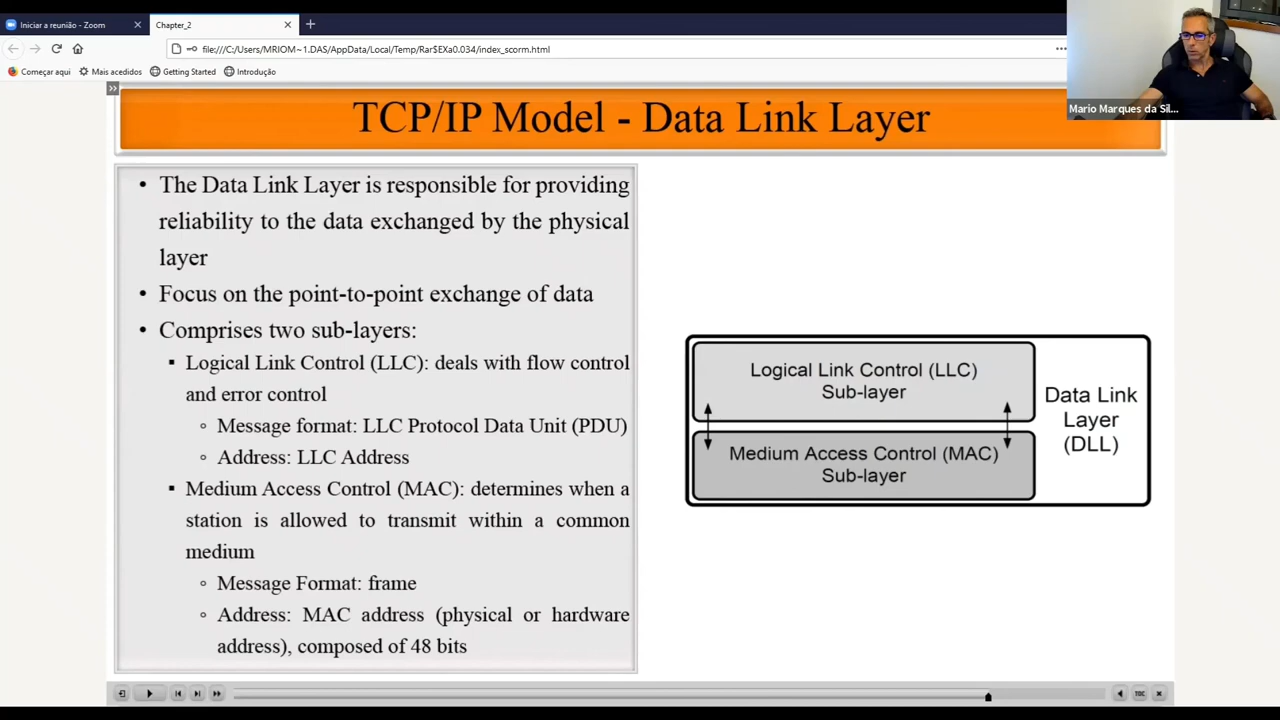 Iniciar a reunião - Zoom
Chapter_2
file:///C:/Users/MRIOM~1.DAS/AppData/Local/Temp/Rar$EXa0.034/index_scorm.html
Começar aqui
Mais acedidos
Getting Started
Introdução
Mario Marques da Sil...
TCP/IP Model - Data Link Layer
• The Data Link Layer is responsible for providing
reliability to the data exchanged by the physical
layer
• Focus on the point-to-point exchange of data
• Comprises two sub-layers:
▪ Logical Link Control (LLC): deals with flow control
and error control
◦ Message format: LLC Protocol Data Unit (PDU)
◦ Address: LLC Address
▪ Medium Access Control (MAC): determines when a
station is allowed to transmit within a common
medium
◦ Message Format: frame
◦ Address: MAC address (physical or hardware
address), composed of 48 bits
Logical Link Control (LLC)
Sub-layer
Medium Access Control (MAC)
Sub-layer
Data Link
Layer
(DLL)
TOC